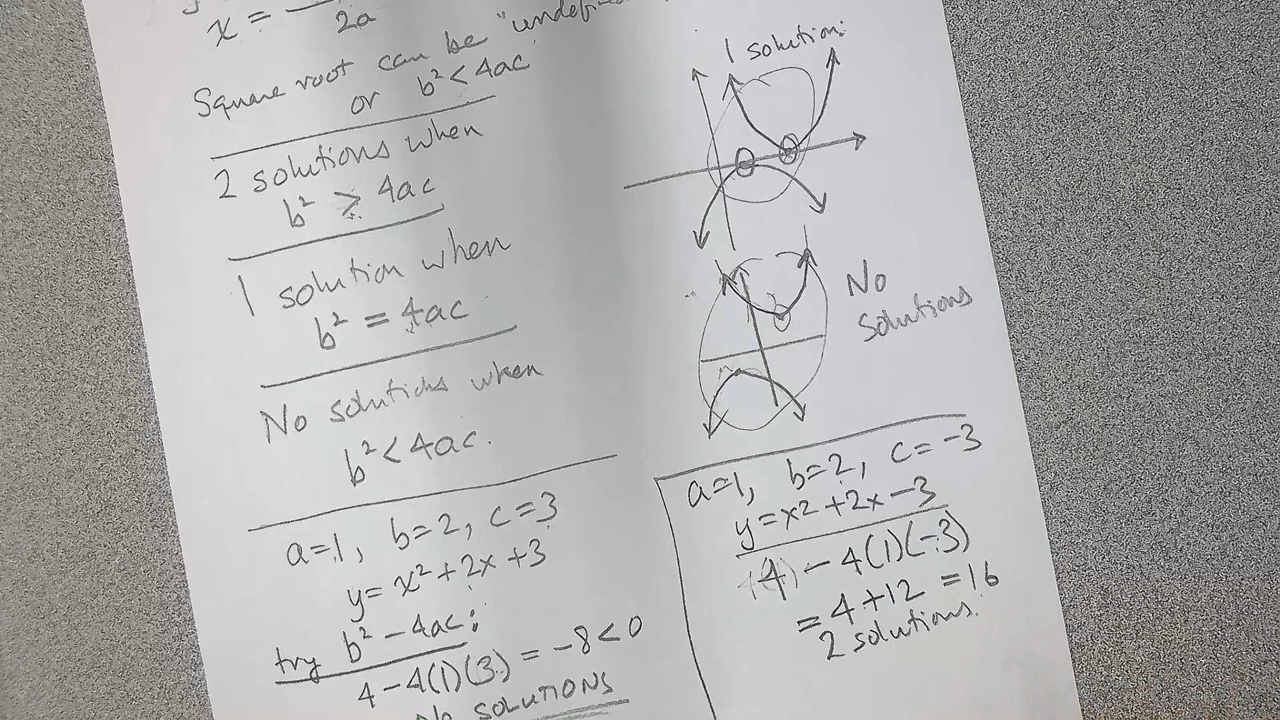 x =
2a
Square root can be "undefin
or b² < 4ac
2 solutions when
b² ≥ 4ac
1 solution when
b² = 4ac
No solutions when
b² < 4ac.
a=1, b=2, c=3
y= x²+2x+3
try b²-4ac:
4-4(1)(3) = -8<0
No SOLUTIONS
1 solution:
No
Solutions
a=1, b=2, c=-3
y=x²+2x-3
(4)-4(1)(-3)
= 4+12 =16
2 solutions.